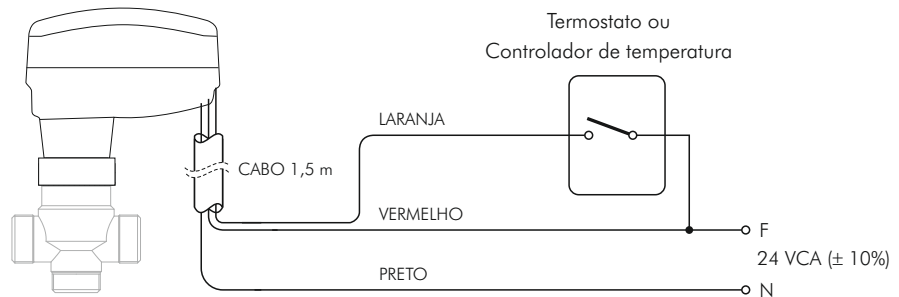 Termostato ou
Controlador de temperatura
LARANJA
CABO 1,5 m
VERMELHO
F
24 VCA (± 10%)
PRETO
N